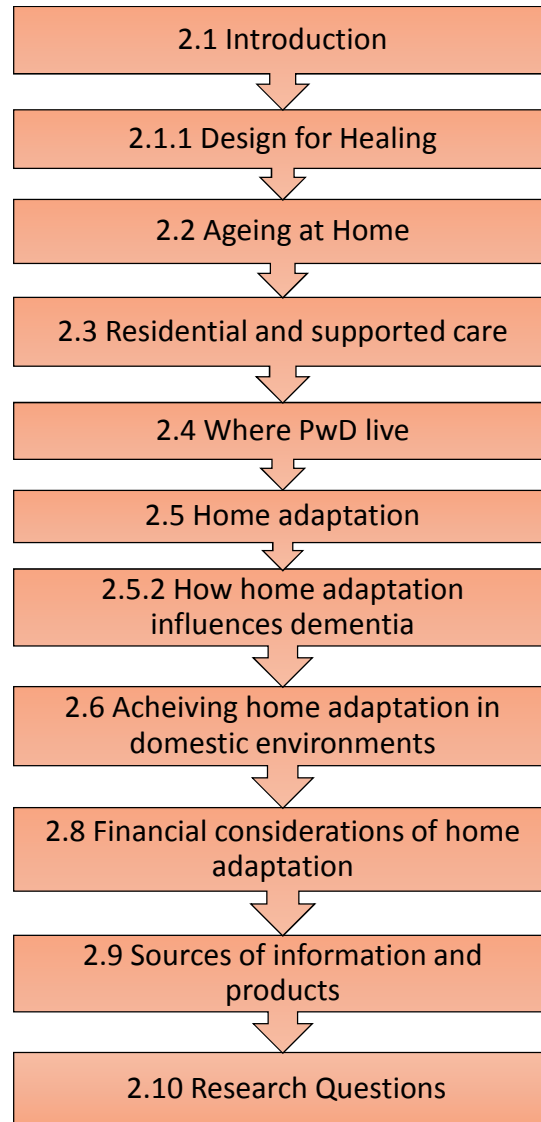 2.1 Introduction
2.1.1 Design for Healing
2.2 Ageing at Home
2.3 Residential and supported care
2.4 Where PwD live
2.5 Home adaptation
2.5.2 How home adaptation
influences dementia
2.6 Acheiving home adaptation in
domestic environments
2.8 Financial considerations of home
adaptation
2.9 Sources of information and
products
2.10 Research Questions